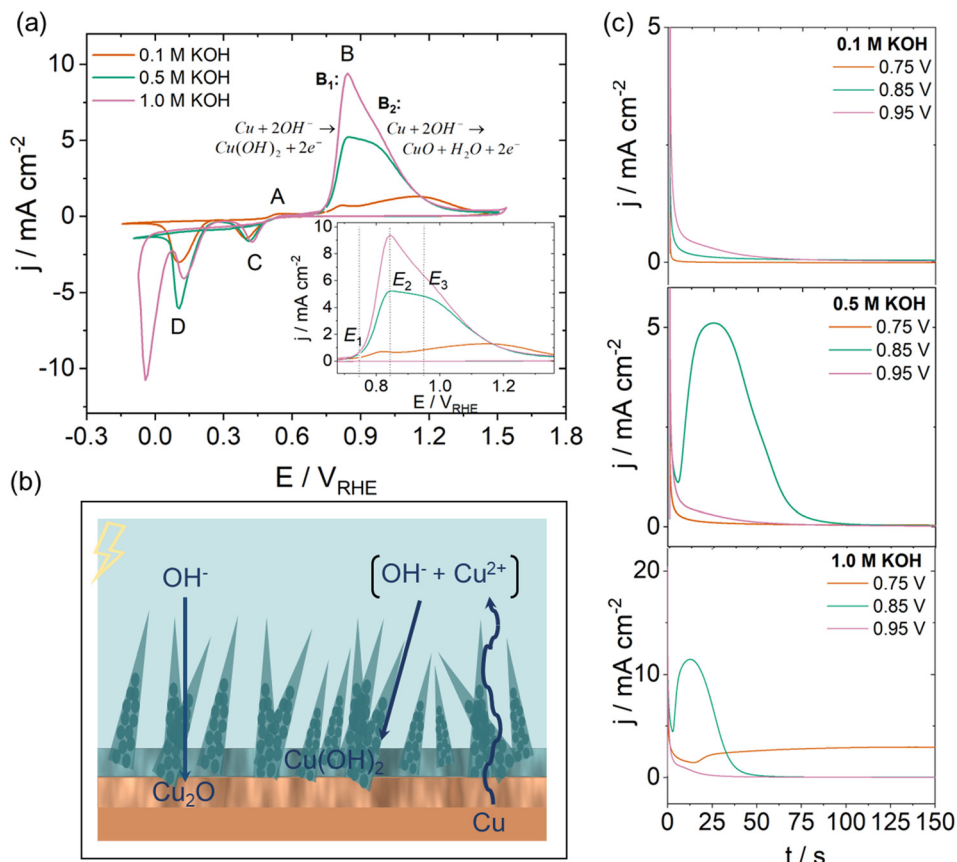 (a)
0.1 M KOH
0.5 M KOH
1.0 M KOH
B
B₁:
B₂:
Cu + 2OH⁻ →
Cu(OH)₂ + 2e⁻
Cu + 2OH⁻ →
CuO + H₂O + 2e⁻
A
C
D
10
5
0
-5
-10
j / mA cm⁻²
-0.3 0.0 0.3 0.6 0.9 1.2 1.5 1.8
E / V_RHE
10
8
6
4
2
0
j / mA cm⁻²
E₁
E₂
E₃
0.8 1.0 1.2
E / V_RHE
(b)
OH⁻
[OH⁻ + Cu²⁺]
Cu(OH)₂
Cu₂O
Cu
(c)
5
0
j / mA cm⁻²
0.1 M KOH
0.75 V
0.85 V
0.95 V
5
0
j / mA cm⁻²
0.5 M KOH
0.75 V
0.85 V
0.95 V
20
10
0
j / mA cm⁻²
1.0 M KOH
0.75 V
0.85 V
0.95 V
0 25 50 75 100 125 150
t / s